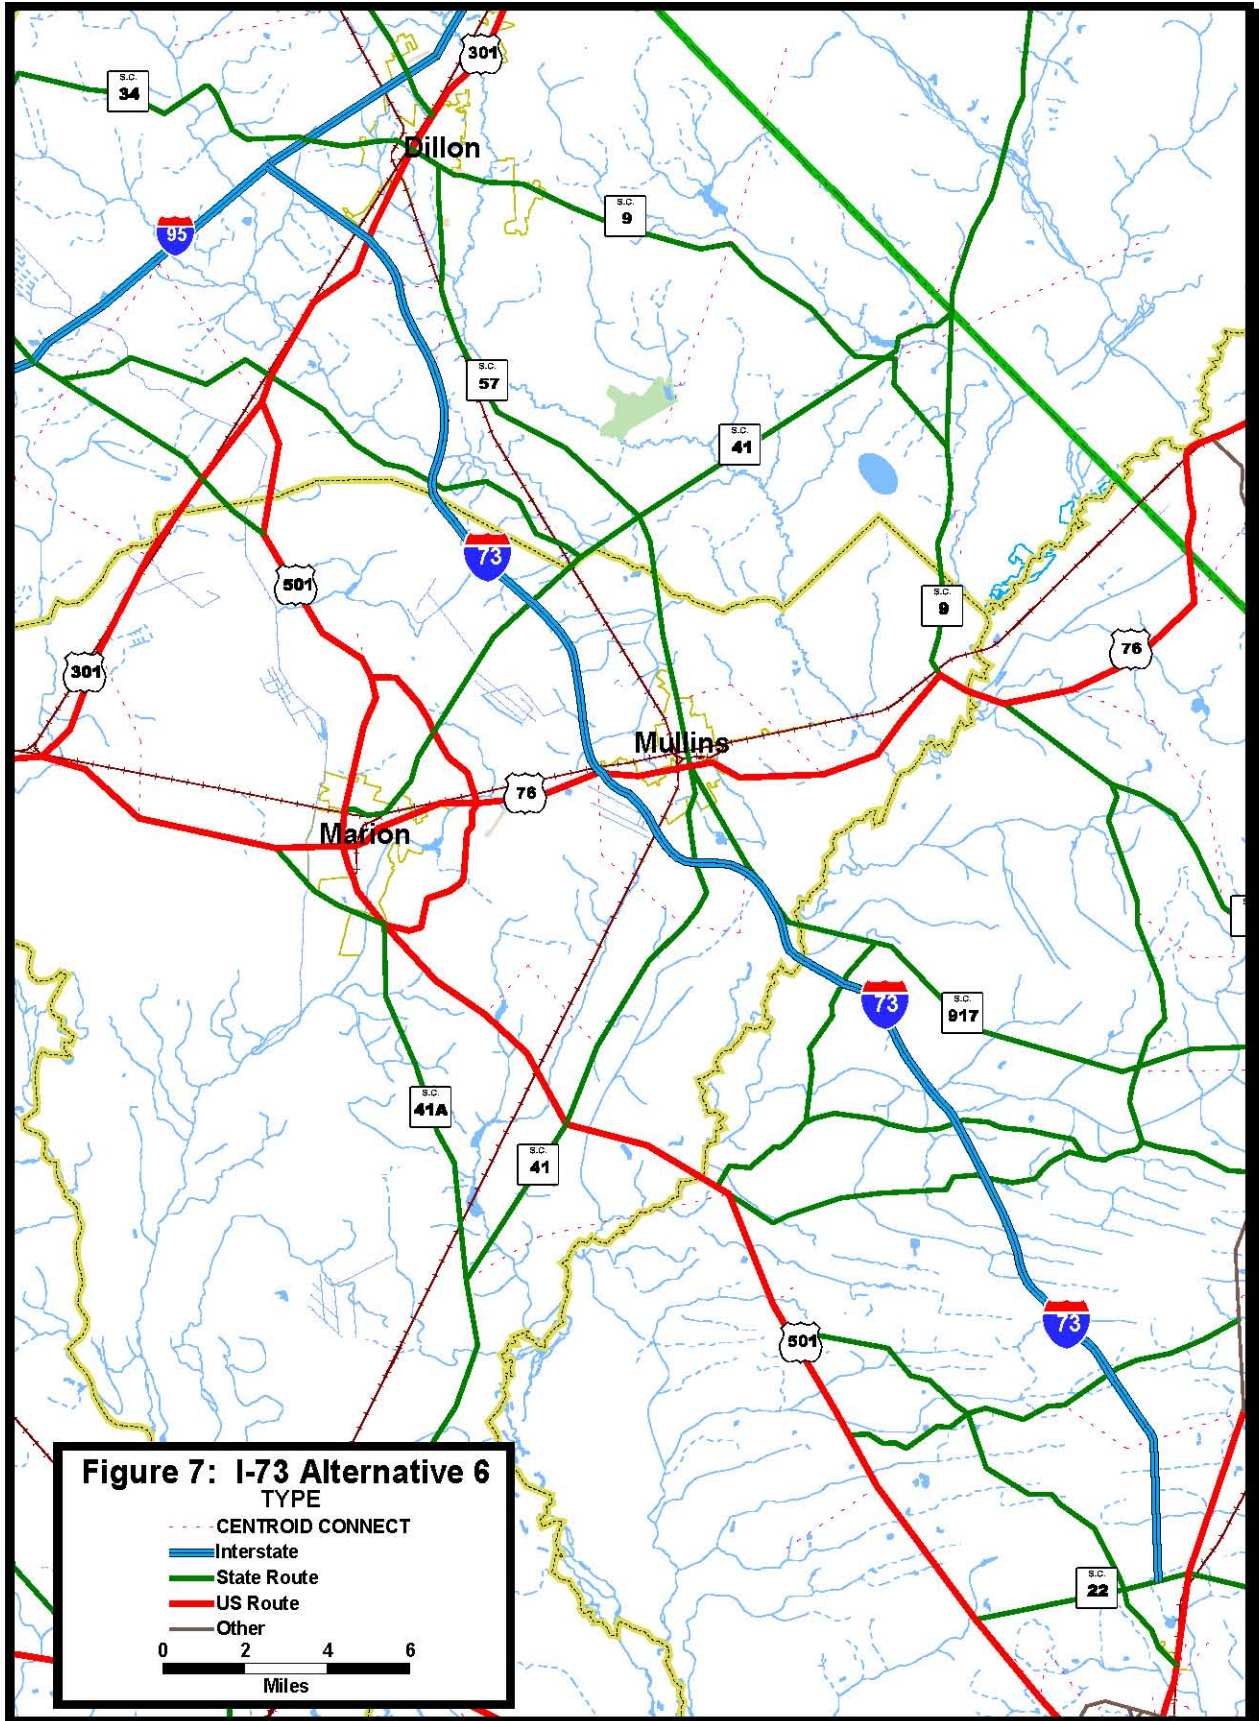 301
S.C.
34
Dillon
S.C.
9
95
S.C.
57
S.C.
41
73
501
S.C.
9
76
301
Mullins
76
Marion
73
S.C.
917
S.C.
41A
S.C.
41
73
501
S.C.
22
Figure 7: I-73 Alternative 6
TYPE
CENTROID CONNECT
Interstate
State Route
US Route
Other
0 2 4 6
Miles